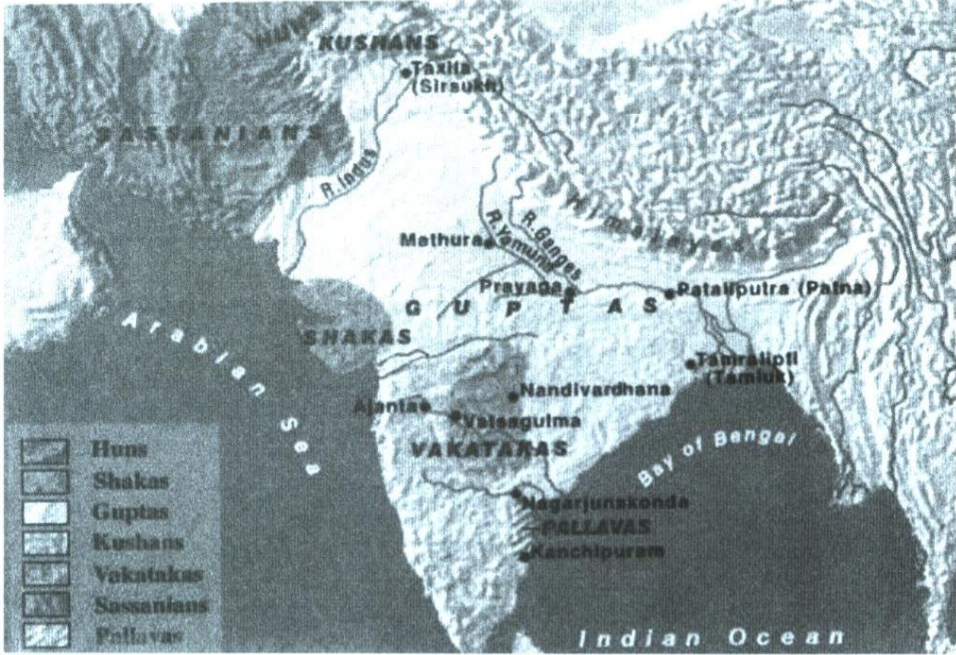 HUNS
KUSHANS
Taxila
(Sirsukh)
SASSANIANS
R. Indus
Himalayas
R. Ganges
R. Yamuna
Mathura
Prayaga
Pataliputra (Patna)
GUPTAS
SHAKAS
Tamralipti
(Tamluk)
Arabian Sea
Nandivardhana
Ajanta
Vatsagulma
VAKATAKAS
Bay of Bengal
Nagarjunskonda
PALLAVAS
Kanchipuram
Indian Ocean
Huns
Shakas
Guptas
Kushans
Vakatakas
Sassanians
Pallavas